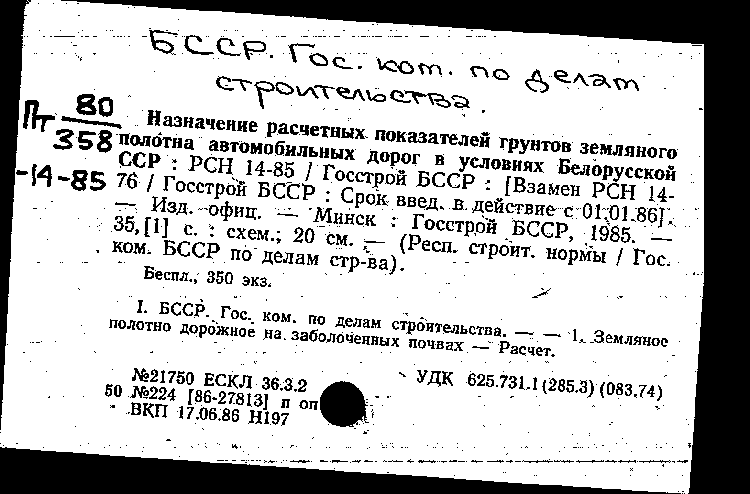 БССР. Гос. ком. по делам
строительства.
Пт 80
358
-14-85
Назначение расчетных показателей грунтов земляного
полотна автомобильных дорог в условиях Белорусской
ССР : РСН 14-85 / Госстрой БССР : [Взамен РСН 14-
76 / Госстрой БССР : Срок введ. в действие с 01.01.86].
— Изд. офиц. — Минск : Госстрой БССР, 1985. —
35,[1] с. : схем.; 20 см. — (Респ. строит. нормы / Гос.
ком. БССР по делам стр-ва).
Беспл., 350 экз.
I. БССР. Гос. ком. по делам строительства. — — 1. Земляное
полотно дорожное на заболоченных почвах — Расчет.
№21750 ЕСКЛ 36.3.2
УДК 625.731.1(285.3)(083.74)
50 №224 [86-27813] п оп
ВКП 17.06.86 Н197